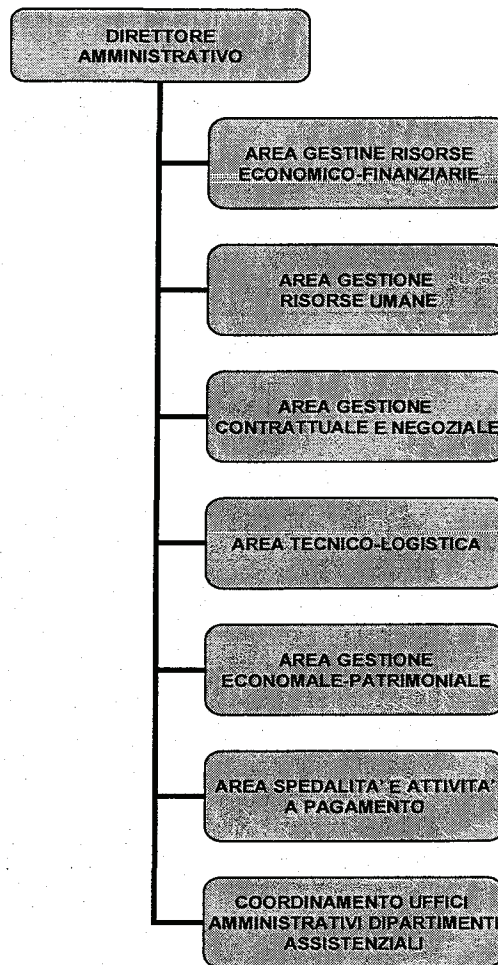 DIRETTORE
AMMINISTRATIVO
AREA GESTINE RISORSE
ECONOMICO-FINANZIARIE
AREA GESTIONE
RISORSE UMANE
AREA GESTIONE
CONTRATTUALE E NEGOZIALE
AREA TECNICO-LOGISTICA
AREA GESTIONE
ECONOMALE-PATRIMONIALE
AREA SPEDALITA' E ATTIVITA'
A PAGAMENTO
COORDINAMENTO UFFICI
AMMINISTRATIVI DIPARTIMENTI
ASSISTENZIALI